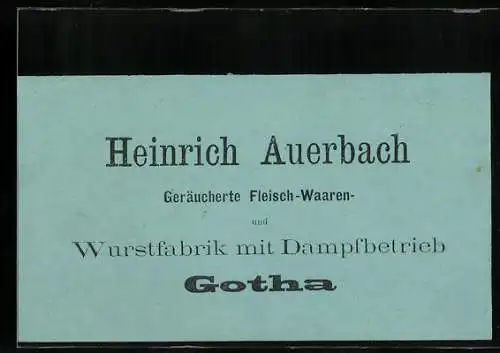 Heinrich Auerbach
Geräucherte Fleisch-Waaren-
und
Wurstfabrik mit Dampfbetrieb
Gotha